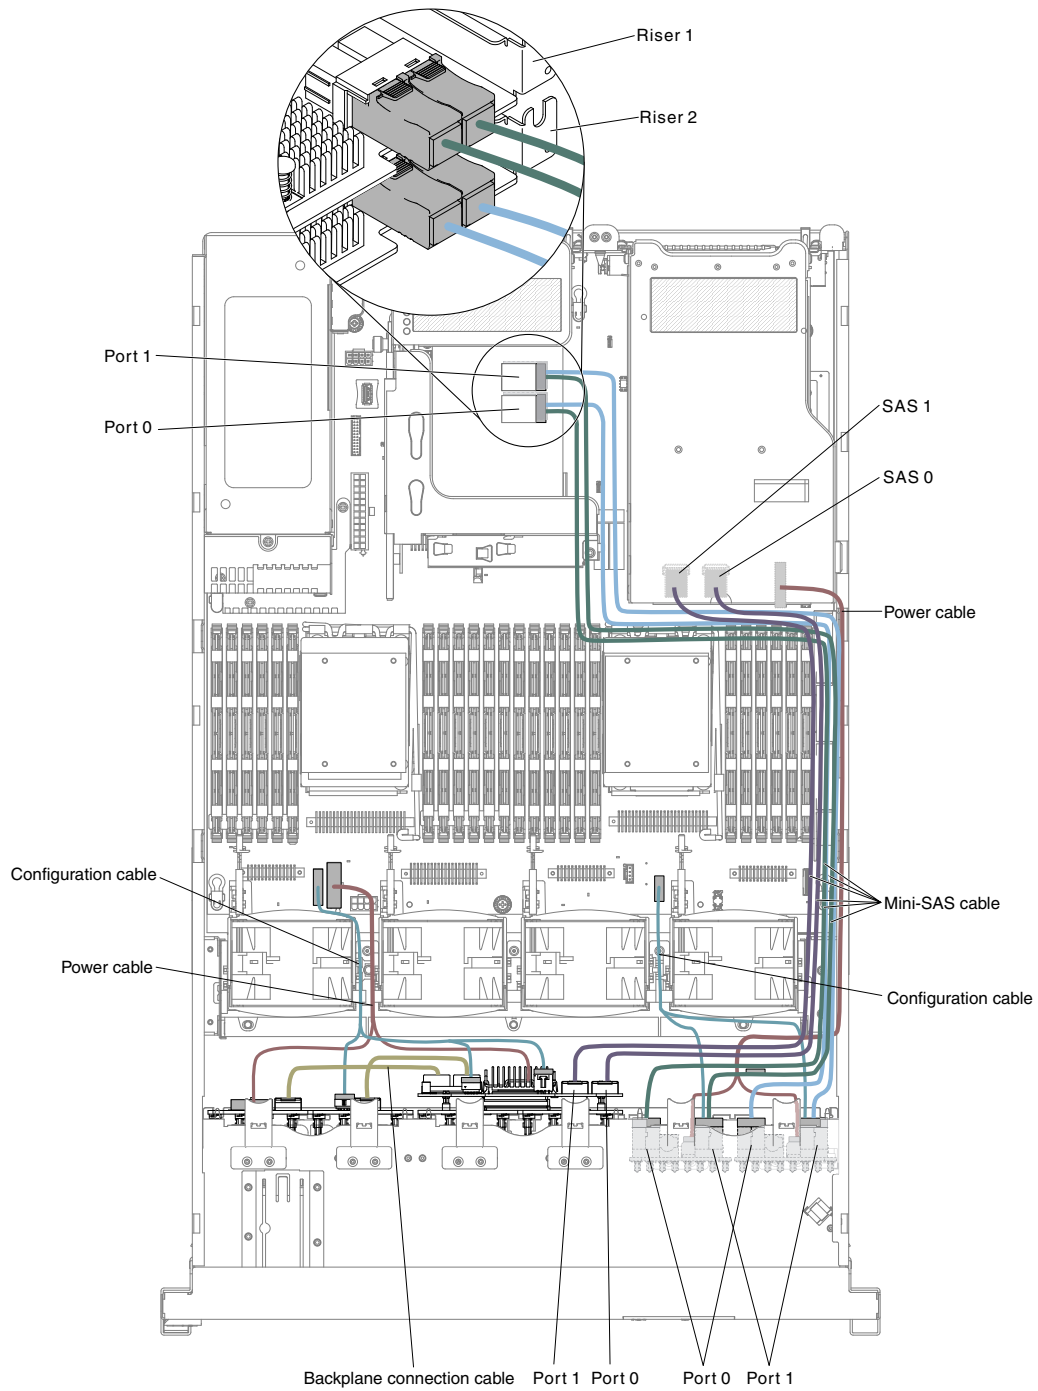 Riser 1
Riser 2
Port 1
Port 0
SAS 1
SAS 0
Power cable
Configuration cable
Mini-SAS cable
Power cable
Configuration cable
Backplane connection cable
Port 1
Port 0
Port 0
Port 1